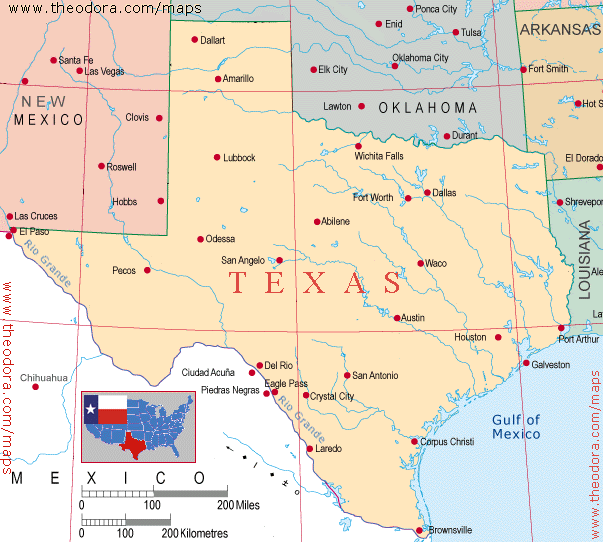 www.theodora.com/maps
Ponca City
Enid
Tulsa
ARKANSAS
Dallart
Santa Fe
Las Vegas
Elk City
Oklahoma City
Fort Smith
Amarillo
NEW
MEXICO
Clovis
Lawton
OKLAHOMA
Hot S
Durant
Lubbock
Wichita Falls
El Dorado
Roswell
Hobbs
Fort Worth
Dallas
Shrevepor
Las Cruces
El Paso
Abilene
Rio Grande
Odessa
San Angelo
Waco
LOUISIANA
Pecos
TEXAS
Ale
www.theodora.com/maps
Austin
La
Houston
Port Arthur
Del Rio
Galveston
Chihuahua
Ciudad Acuña
Eagle Pass
San Antonio
Piedras Negras
Crystal City
Rio Grande
Gulf of
Mexico
www.theodora.com/maps
Laredo
Corpus Christi
MEXICO
0
100
200 Miles
0
100
200 Kilometres
Brownsville